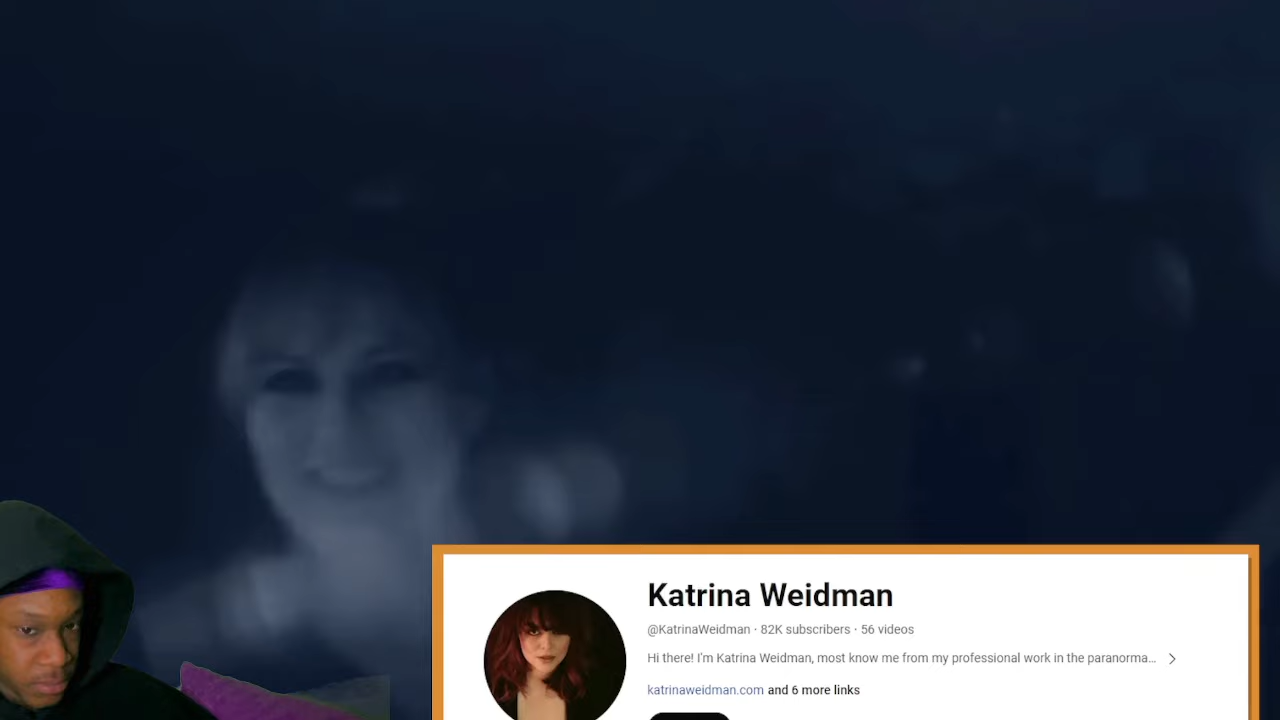 Katrina Weidman
@KatrinaWeidman · 82K subscribers · 56 videos
Hi there! I'm Katrina Weidman, most know me from my professional work in the paranorma...
katrinaweidman.com and 6 more links